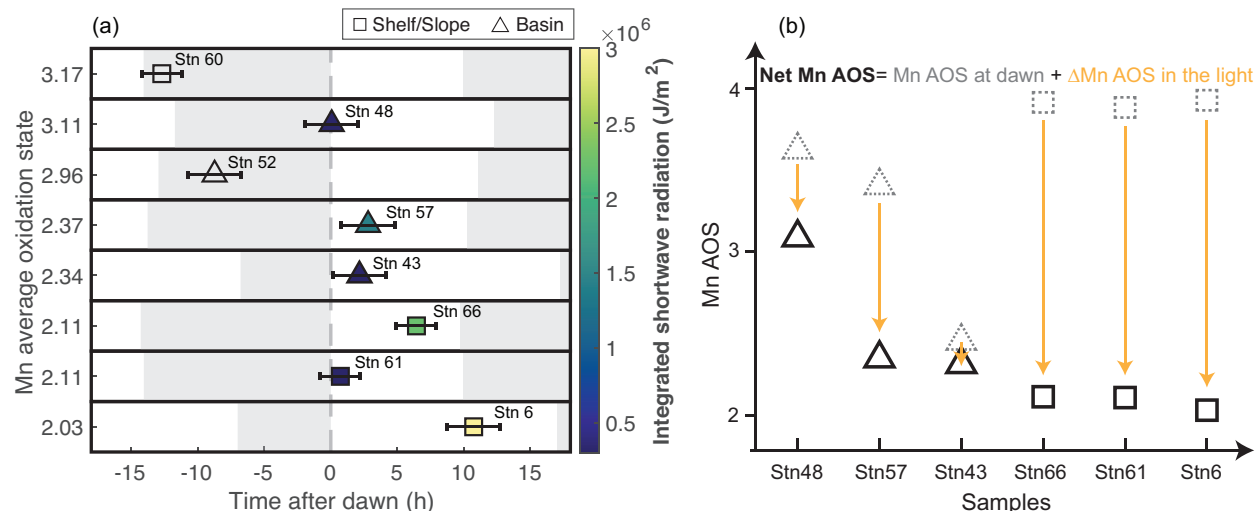 (a)
Shelf/Slope
Basin
×10⁶
Mn average oxidation state
3.17
3.11
2.96
2.37
2.34
2.11
2.11
2.03
Stn 60
Stn 48
Stn 52
Stn 57
Stn 43
Stn 66
Stn 61
Stn 6
-15
-10
-5
0
5
10
15
Time after dawn (h)
3
2.5
2
1.5
1
0.5
Integrated shortwave radiation (J/m²)
(b)
Net Mn AOS= Mn AOS at dawn + ΔMn AOS in the light
Mn AOS
4
3
2
Stn48
Stn57
Stn43
Stn66
Stn61
Stn6
Samples